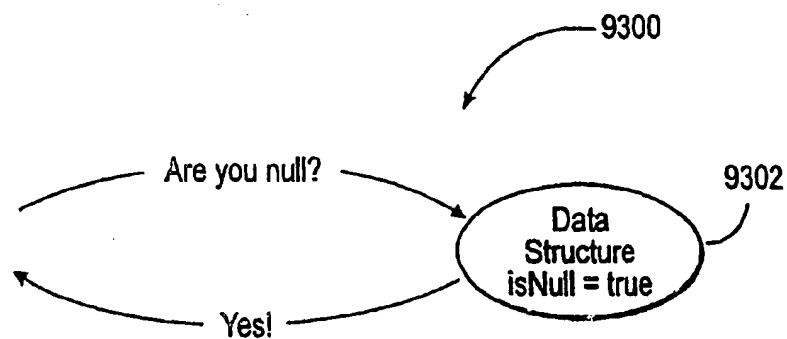 9300
Are you null?
9302
Data
Structure
isNull = true
Yes!